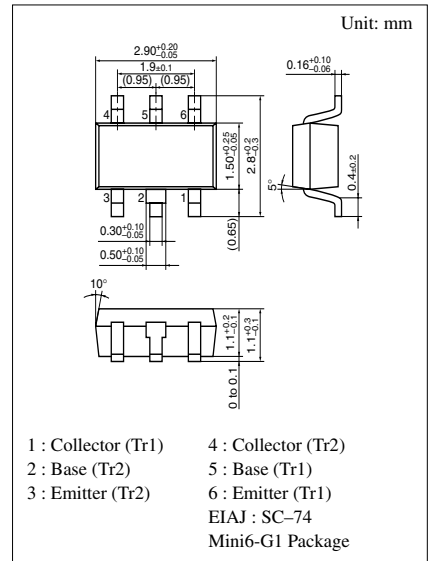 Unit: mm
2.90+0.20−0.05
1.9±0.1
(0.95) (0.95)
0.16+0.10−0.06
4 5 6
1.50+0.25−0.05
2.8+0.2−0.3
5°
0.4±0.2
3 2 1
(0.65)
0.30+0.10−0.05
0.50+0.10−0.05
10°
1.1+0.2−0.1
1.1+0.3−0.1
0 to 0.1
1 : Collector (Tr1) 4 : Collector (Tr2)
2 : Base (Tr2) 5 : Base (Tr1)
3 : Emitter (Tr2) 6 : Emitter (Tr1)
EIAJ : SC–74
Mini6-G1 Package